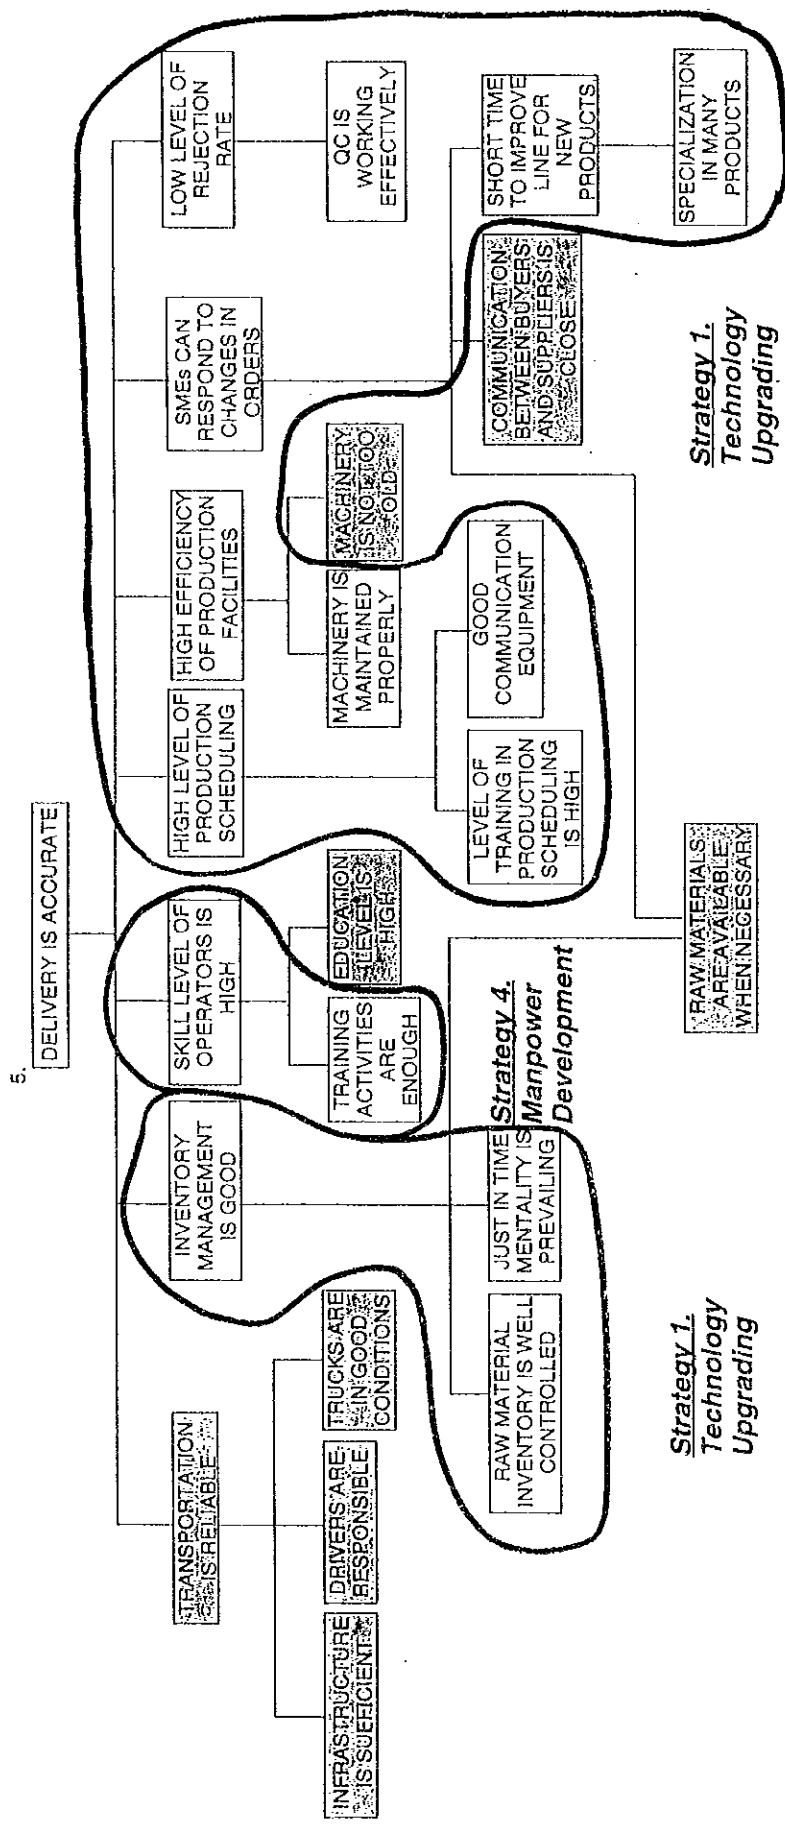 5.
DELIVERY IS ACCURATE
TRANSPORTATION
IS RELIABLE
INVENTORY
MANAGEMENT
IS GOOD
SKILL LEVEL OF
OPERATORS IS
HIGH
HIGH LEVEL OF
PRODUCTION
SCHEDULING
HIGH EFFICIENCY
OF PRODUCTION
FACILITIES
SMEs CAN
RESPOND TO
CHANGES IN
ORDERS
LOW LEVEL OF
REJECTION
RATE
INFRASTRUCTURE
IS SUFICIENT
DRIVERS ARE
RESPONSIBLE
TRUCKS ARE
IN GOOD
CONDITIONS
TRAINING
ACTIVITIES
ARE
ENOUGH
EDUCATION
LEVEL IS
HIGH
MACHINERY IS
MAINTAINED
PROPERLY
MACHINERY
IS NOT TOO
OLD
QC IS
WORKING
EFFECTIVELY
RAW MATERIAL
INVENTORY IS WELL
CONTROLLED
JUST IN TIME
MENTALITY IS
PREVAILING
LEVEL OF
TRAINING IN
PRODUCTION
SCHEDULING
IS HIGH
GOOD
COMMUNICATION
EQUIPMENT
COMMUNICATION
BETWEEN BUYERS
AND SUPPLIERS IS
CLOSE
SHORT TIME
TO IMPROVE
LINE FOR
NEW
PRODUCTS
Strategy 4.
Manpower
Development
RAW MATERIALS
ARE AVAILABLE
WHEN NECESSARY
SPECIALIZATION
IN MANY
PRODUCTS
Strategy 1.
Technology
Upgrading
Strategy 1.
Technology
Upgrading